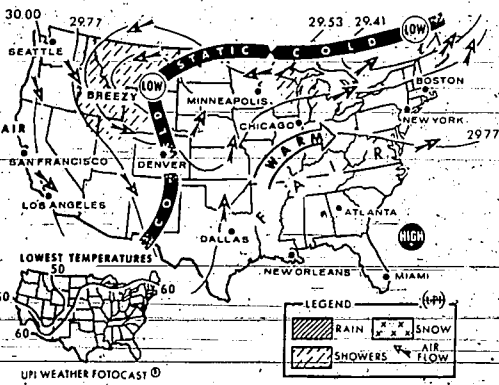 30.00
29.77
29.53
29.41
LOW
SEATTLE
STATIC COLD
LOW
BREEZY
MINNEAPOLIS
BOSTON
CHICAGO
NEW YORK
AIR
COLD
DENVER
WARM
29.77
SAN FRANCISCO
FAIR
LOS ANGELES
ATLANTA
DALLAS
HIGH
LOWEST TEMPERATURES
50
NEW ORLEANS
MIAMI
60
60
LEGEND
(UPI)
RAIN
SNOW
SHOWERS
AIR FLOW
UPI WEATHER FOTOCAST ®